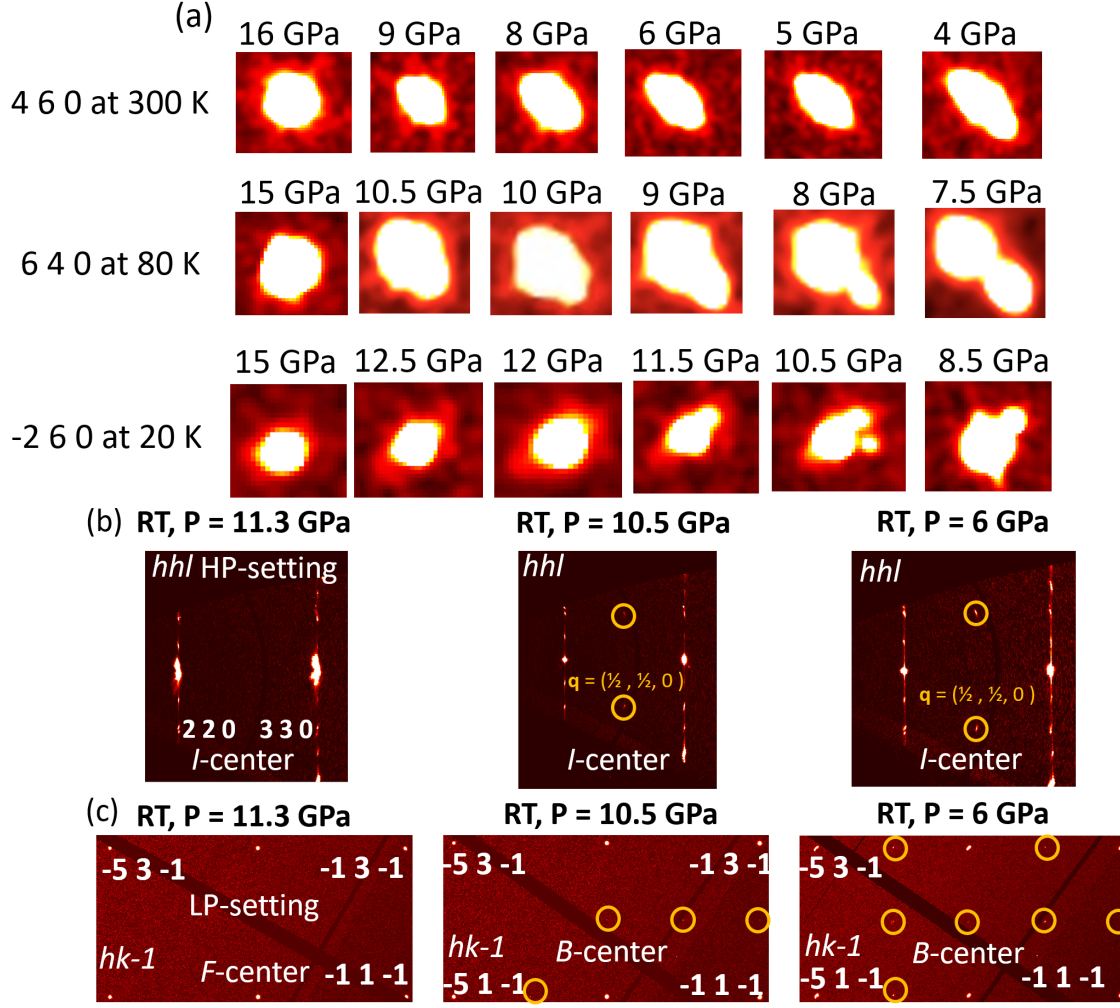 (a)
16 GPa 9 GPa 8 GPa 6 GPa 5 GPa 4 GPa
4 6 0 at 300 K
15 GPa 10.5 GPa 10 GPa 9 GPa 8 GPa 7.5 GPa
6 4 0 at 80 K
15 GPa 12.5 GPa 12 GPa 11.5 GPa 10.5 GPa 8.5 GPa
-2 6 0 at 20 K
(b) RT, P = 11.3 GPa RT, P = 10.5 GPa RT, P = 6 GPa
hhl HP-setting hhl hhl
q = (½ , ½, 0 ) q = (½ , ½, 0 )
2 2 0 3 3 0
I-center I-center I-center
(c) RT, P = 11.3 GPa RT, P = 10.5 GPa RT, P = 6 GPa
-5 3 -1 -1 3 -1 -5 3 -1 -1 3 -1 -5 3 -1
LP-setting
hk-1 F-center hk-1 B-center hk-1 B-center
-1 1 -1 -5 1 -1 -1 1 -1 -5 1 -1 -1 1 -1